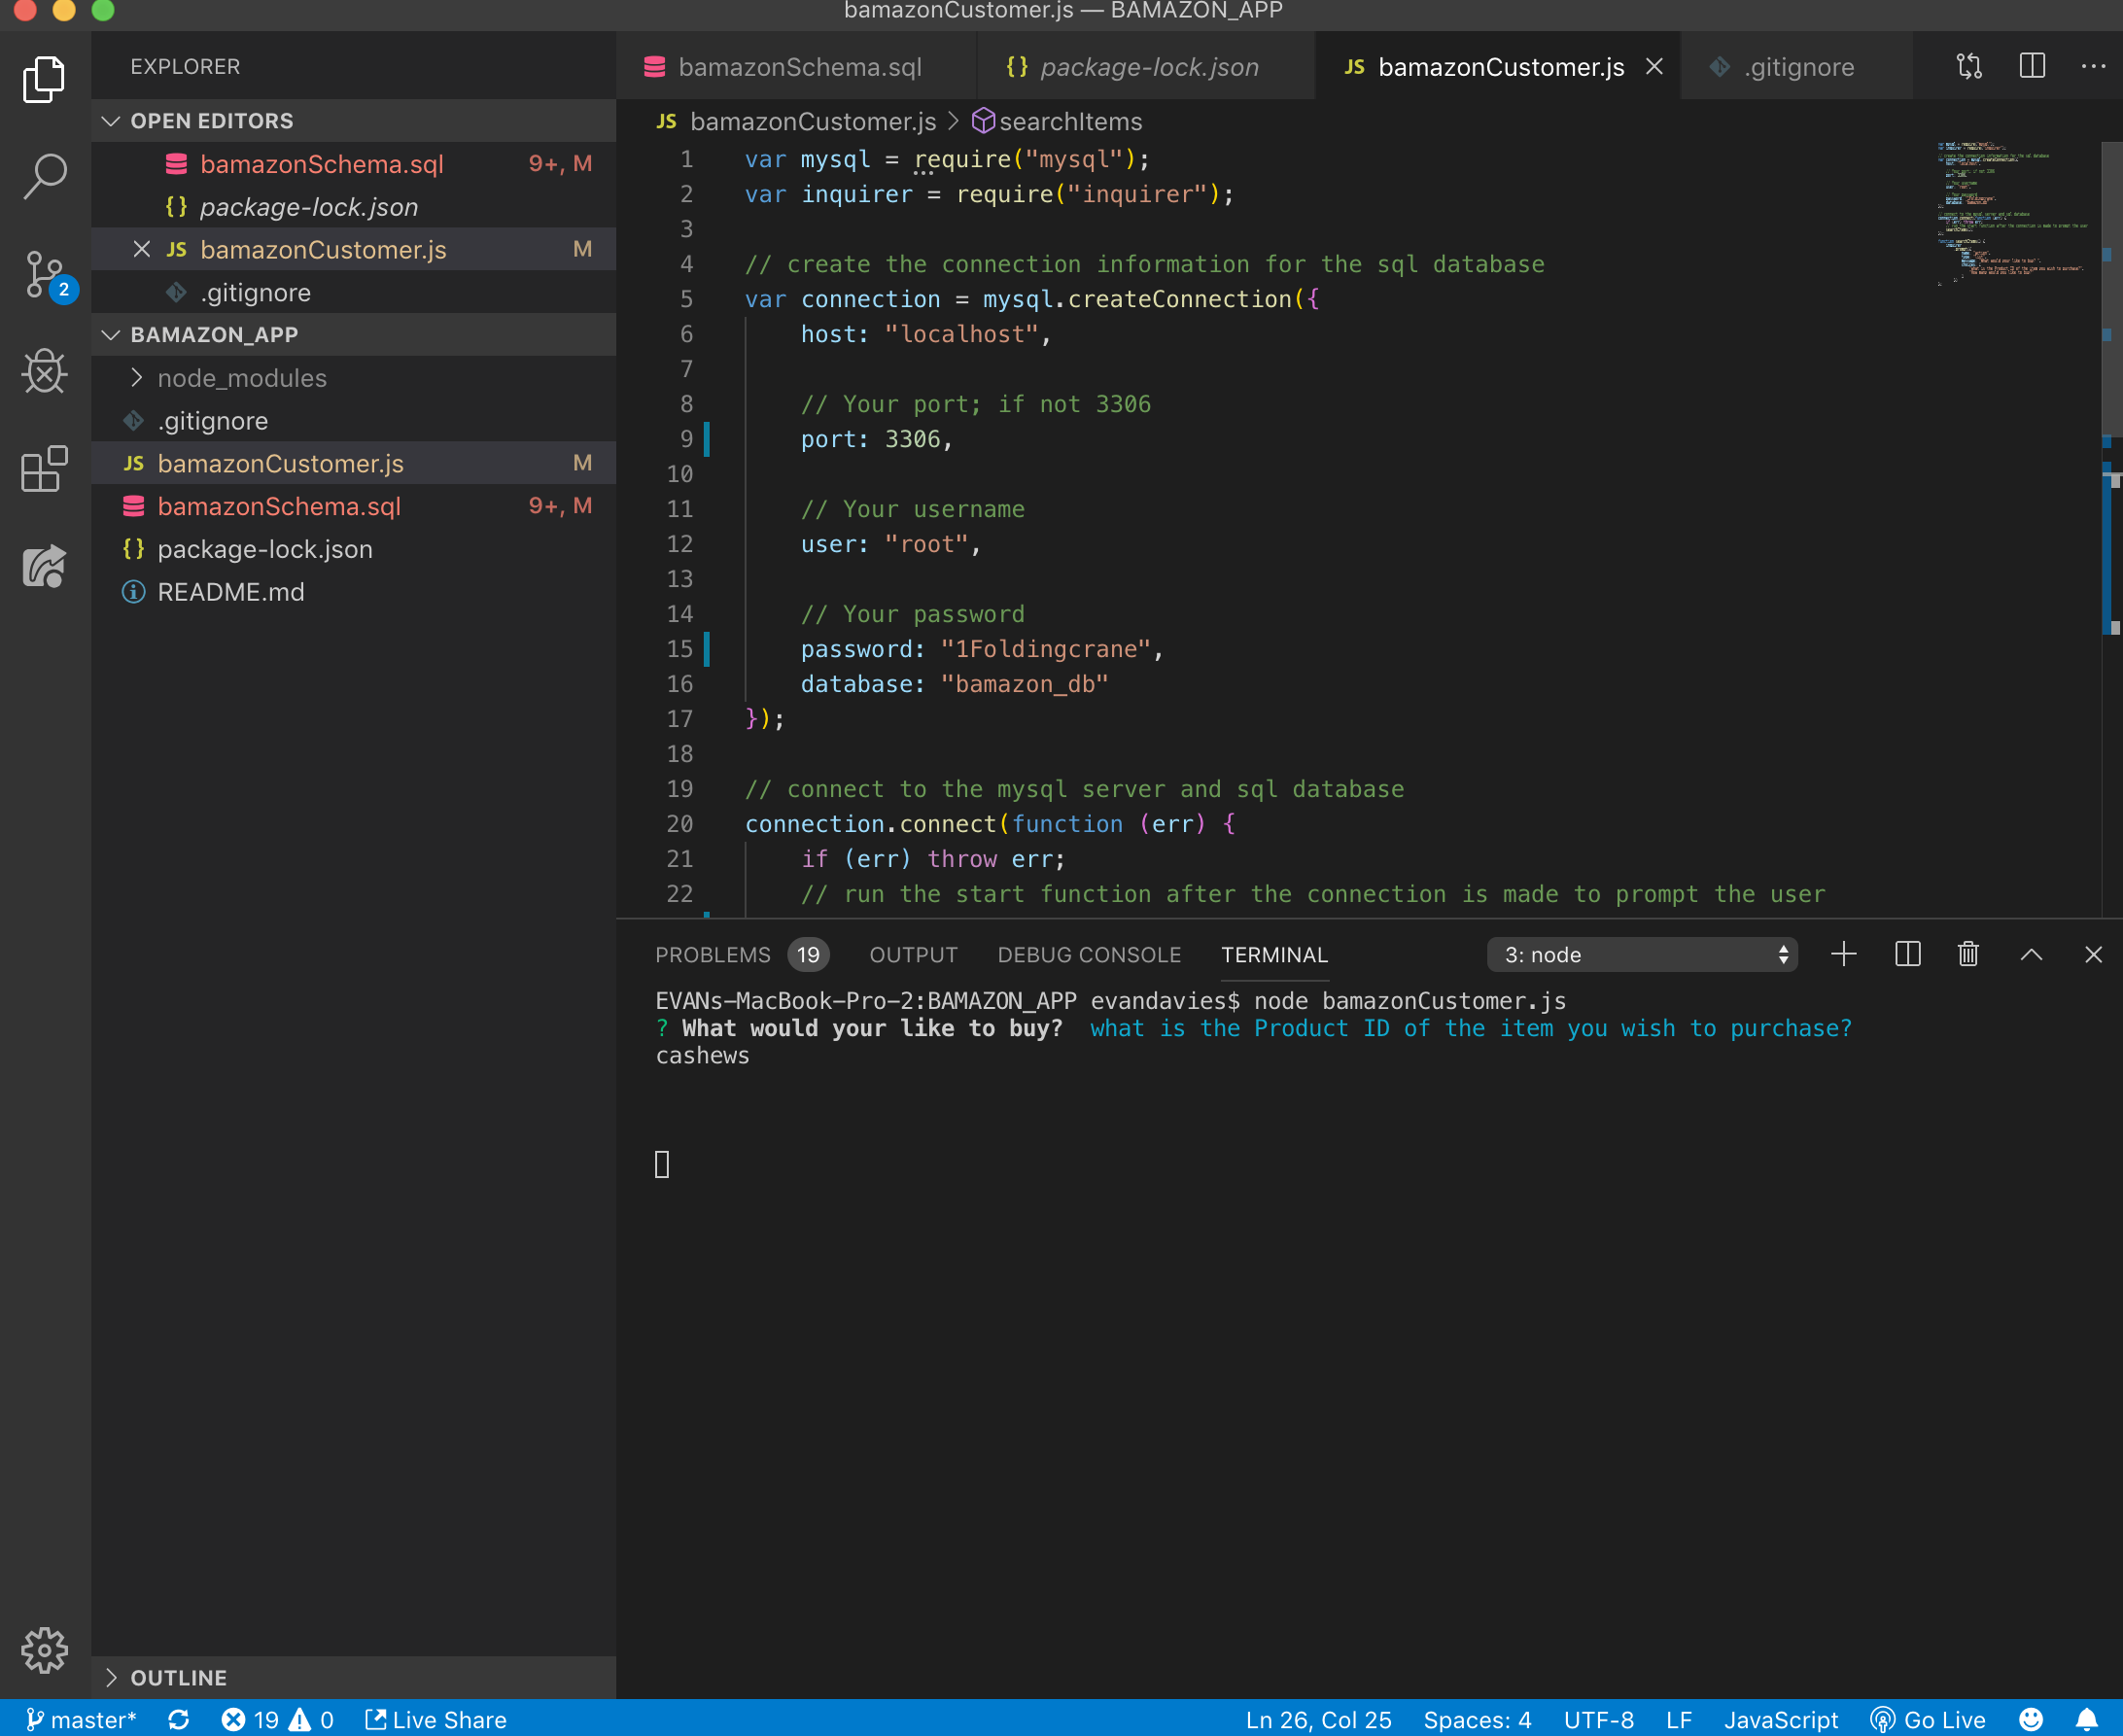 bamazonCustomer.js — BAMAZON_APP
EXPLORER
OPEN EDITORS
bamazonSchema.sql 9+, M
{} package-lock.json
JS bamazonCustomer.js M
.gitignore
BAMAZON_APP
node_modules
.gitignore
JS bamazonCustomer.js M
bamazonSchema.sql 9+, M
{} package-lock.json
README.md
OUTLINE
2
bamazonSchema.sql {} package-lock.json JS bamazonCustomer.js .gitignore
JS bamazonCustomer.js > searchItems
1 var mysql = require("mysql");
2 var inquirer = require("inquirer");
3
4 // create the connection information for the sql database
5 var connection = mysql.createConnection({
6 host: "localhost",
7
8 // Your port; if not 3306
9 port: 3306,
10
11 // Your username
12 user: "root",
13
14 // Your password
15 password: "1Foldingcrane",
16 database: "bamazon_db"
17 });
18
19 // connect to the mysql server and sql database
20 connection.connect(function (err) {
21 if (err) throw err;
22 // run the start function after the connection is made to prompt the user
PROBLEMS 19 OUTPUT DEBUG CONSOLE TERMINAL 3: node
EVANs-MacBook-Pro-2:BAMAZON_APP evandavies$ node bamazonCustomer.js
? What would your like to buy? what is the Product ID of the item you wish to purchase?
cashews
master* 19 0 Live Share Ln 26, Col 25 Spaces: 4 UTF-8 LF JavaScript Go Live